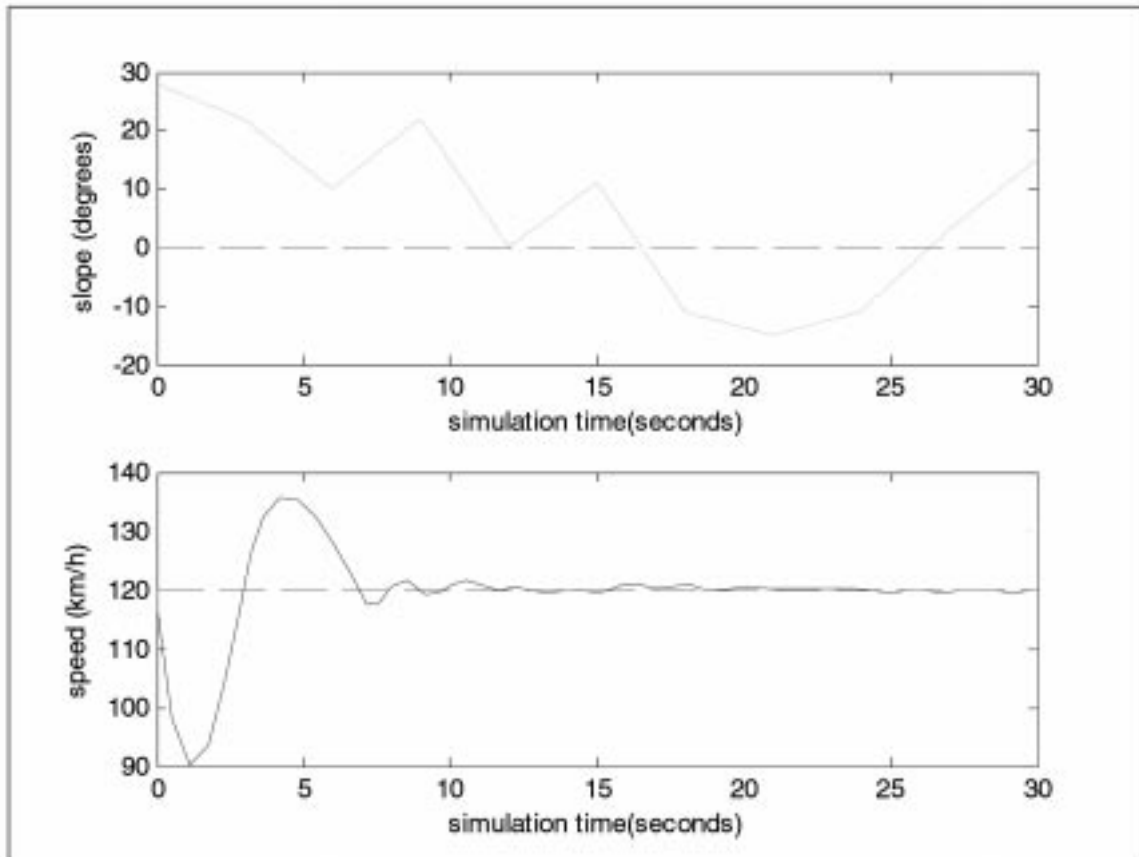 30
20
10
0
-10
-20
slope (degrees)
0 5 10 15 20 25 30
simulation time(seconds)
140
130
120
110
100
90
speed (km/h)
0 5 10 15 20 25 30
simulation time(seconds)